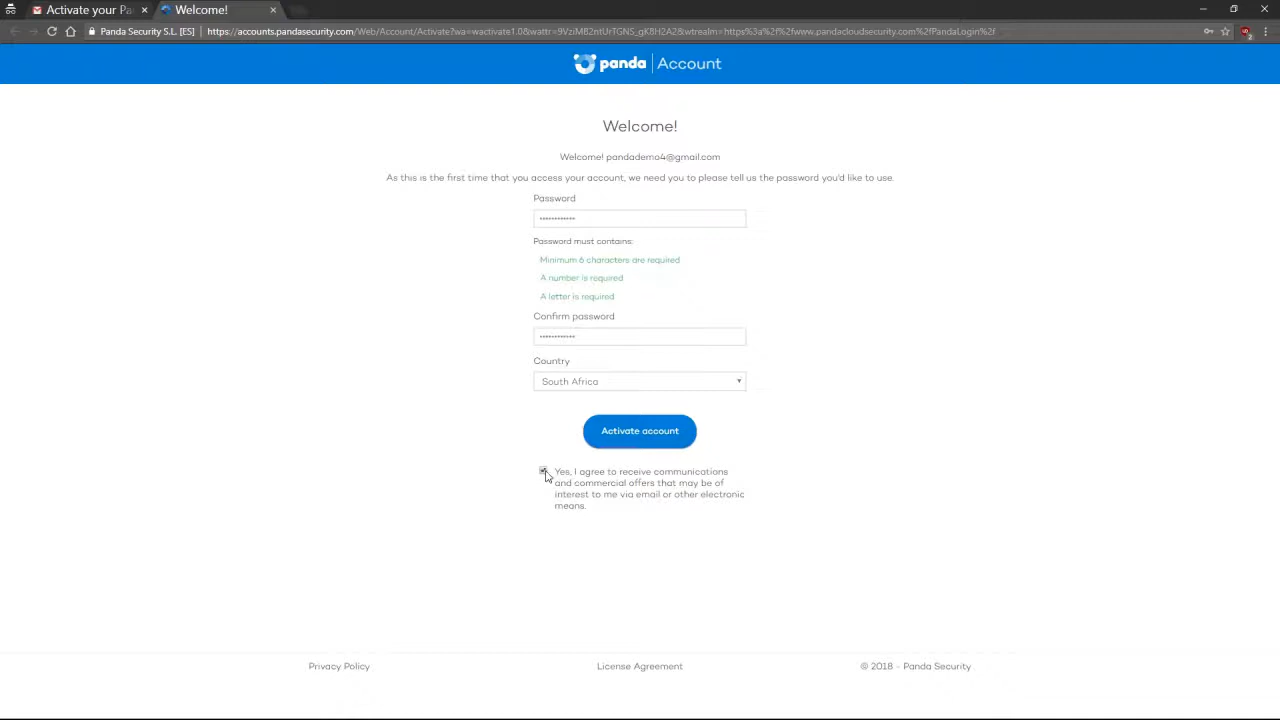 Activate your Pa
Welcome!
Panda Security S.L. [ES]
https://accounts.pandasecurity.com/Web/Account/Activate?wa=wactivate1.0&wattr=9VziMB2ntUrTGNS_gK8H2A2&wtrealm=https%3a%2f%2fwww.pandacloudsecurity.com%2fPandaLogin%2f
panda
Account
Welcome!
Welcome! pandademo4@gmail.com
As this is the first time that you access your account, we need you to please tell us the password you'd like to use.
Password
************
Password must contains:
Minimum 6 characters are required
A number is required
A letter is required
Confirm password
************
Country
South Africa
Activate account
Yes, I agree to receive communications
and commercial offers that may be of
interest to me via email or other electronic
means.
Privacy Policy
License Agreement
© 2018 - Panda Security